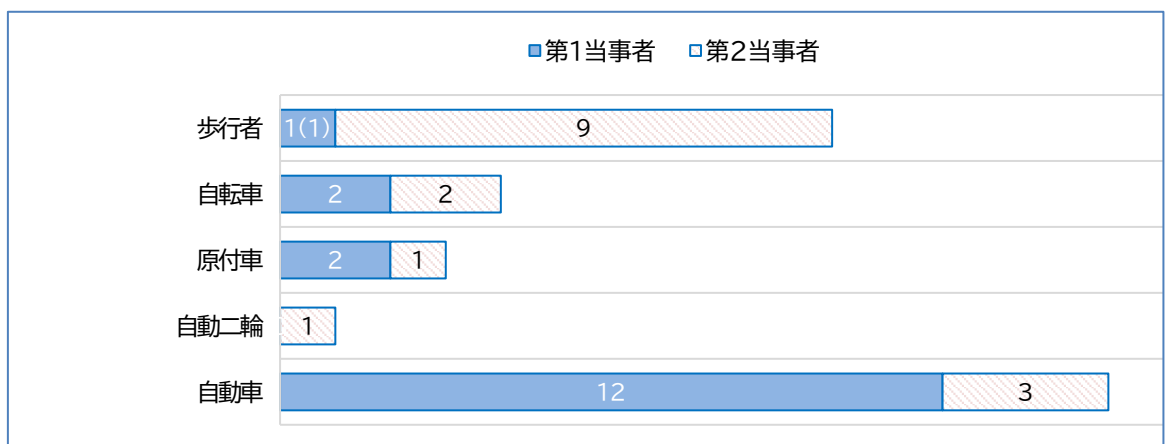 第1当事者 第2当事者
歩行者 1(1) 9
自転車 2 2
原付車 2 1
自動二輪 1
自動車 12 3